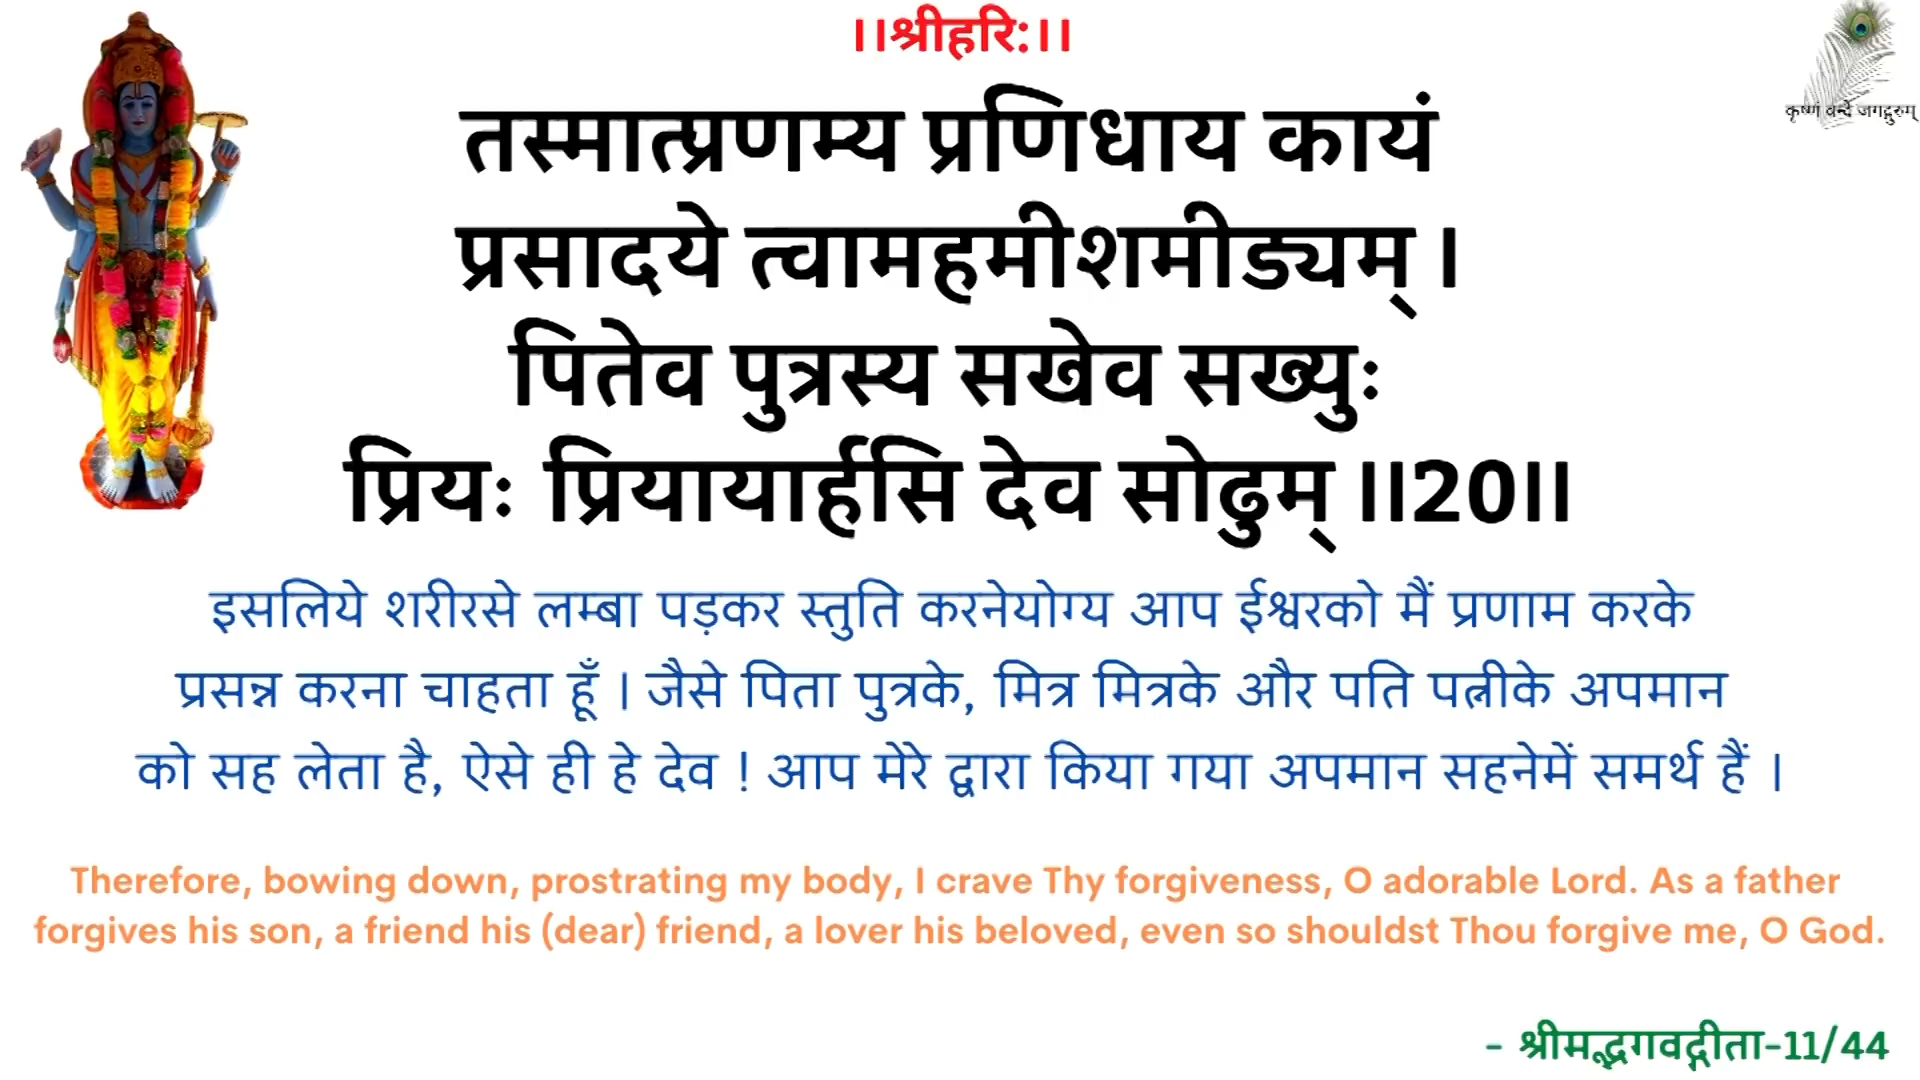 ।।श्रीहरि:।।
कृष्णं वन्दे जगद्गुरुम्
तस्मात्प्रणम्य प्रणिधाय कायं
प्रसादये त्वामहमीशमीड्यम् ।
पितेव पुत्रस्य सखेव सख्युः
प्रियः प्रियायार्हसि देव सोढुम् ।।20।।
इसलिये शरीरसे लम्बा पड़कर स्तुति करनेयोग्य आप ईश्वरको मैं प्रणाम करके
प्रसन्न करना चाहता हूँ । जैसे पिता पुत्रके, मित्र मित्रके और पति पत्नीके अपमान
को सह लेता है, ऐसे ही हे देव ! आप मेरे द्वारा किया गया अपमान सहनेमें समर्थ हैं ।
Therefore, bowing down, prostrating my body, I crave Thy forgiveness, O adorable Lord. As a father
forgives his son, a friend his (dear) friend, a lover his beloved, even so shouldst Thou forgive me, O God.
- श्रीमद्भगवद्गीता-11/44